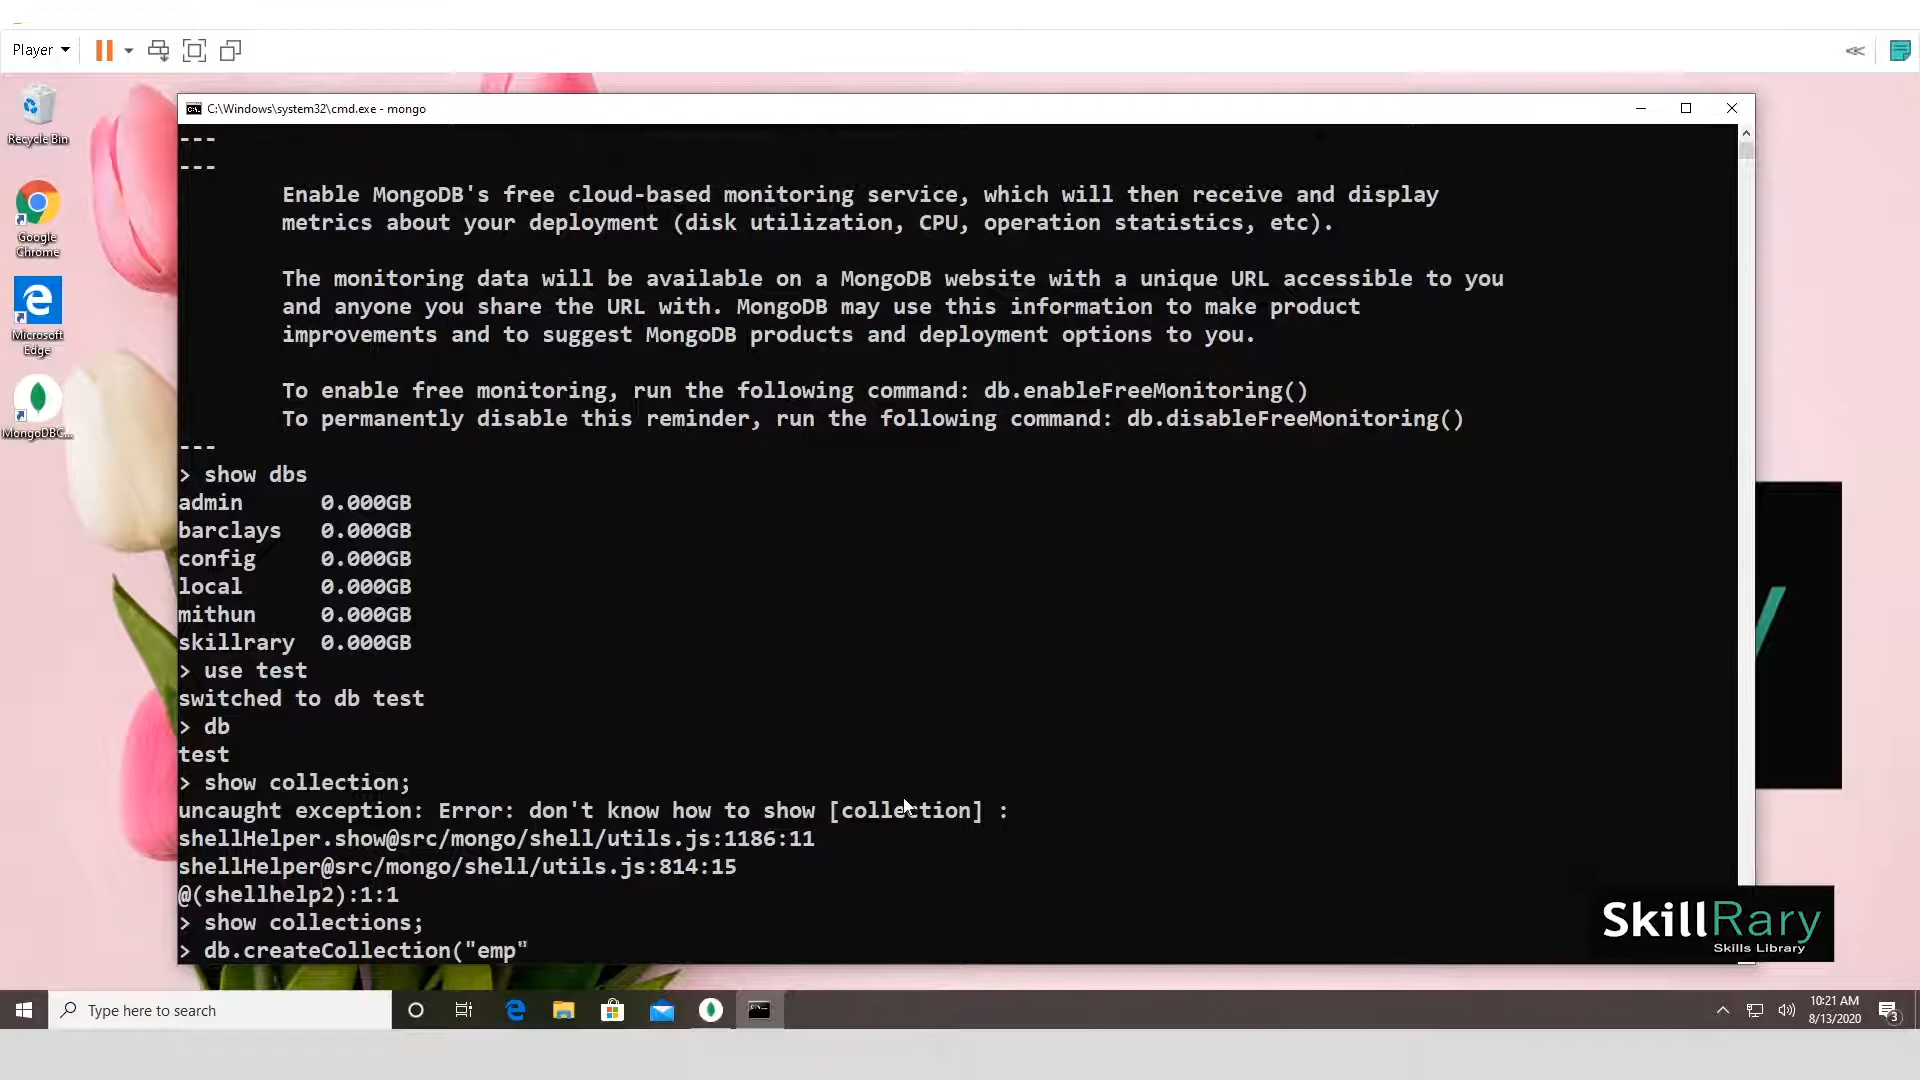 Player
C:\Windows\system32\cmd.exe - mongo
Recycle Bin
Google
Chrome
Microsoft
Edge
MongoDBC...
---
---
Enable MongoDB's free cloud-based monitoring service, which will then receive and display
metrics about your deployment (disk utilization, CPU, operation statistics, etc).
The monitoring data will be available on a MongoDB website with a unique URL accessible to you
and anyone you share the URL with. MongoDB may use this information to make product
improvements and to suggest MongoDB products and deployment options to you.
To enable free monitoring, run the following command: db.enableFreeMonitoring()
To permanently disable this reminder, run the following command: db.disableFreeMonitoring()
---
> show dbs
admin 0.000GB
barclays 0.000GB
config 0.000GB
local 0.000GB
mithun 0.000GB
skillrary 0.000GB
> use test
switched to db test
> db
test
> show collection;
uncaught exception: Error: don't know how to show [collection] :
shellHelper.show@src/mongo/shell/utils.js:1186:11
shellHelper@src/mongo/shell/utils.js:814:15
@(shellhelp2):1:1
> show collections;
> db.createCollection("emp"
SkillRary
Skills Library
Type here to search
10:21 AM
8/13/2020
3